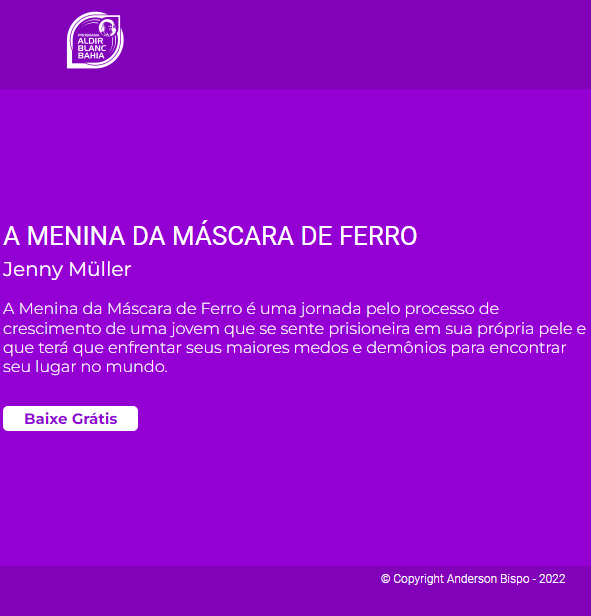 PROGRAMA
ALDIR
BLANC
BAHIA
A MENINA DA MÁSCARA DE FERRO
Jenny Müller
A Menina da Máscara de Ferro é uma jornada pelo processo de
crescimento de uma jovem que se sente prisioneira em sua própria pele e
que terá que enfrentar seus maiores medos e demônios para encontrar
seu lugar no mundo.
Baixe Grátis
© Copyright Anderson Bispo - 2022